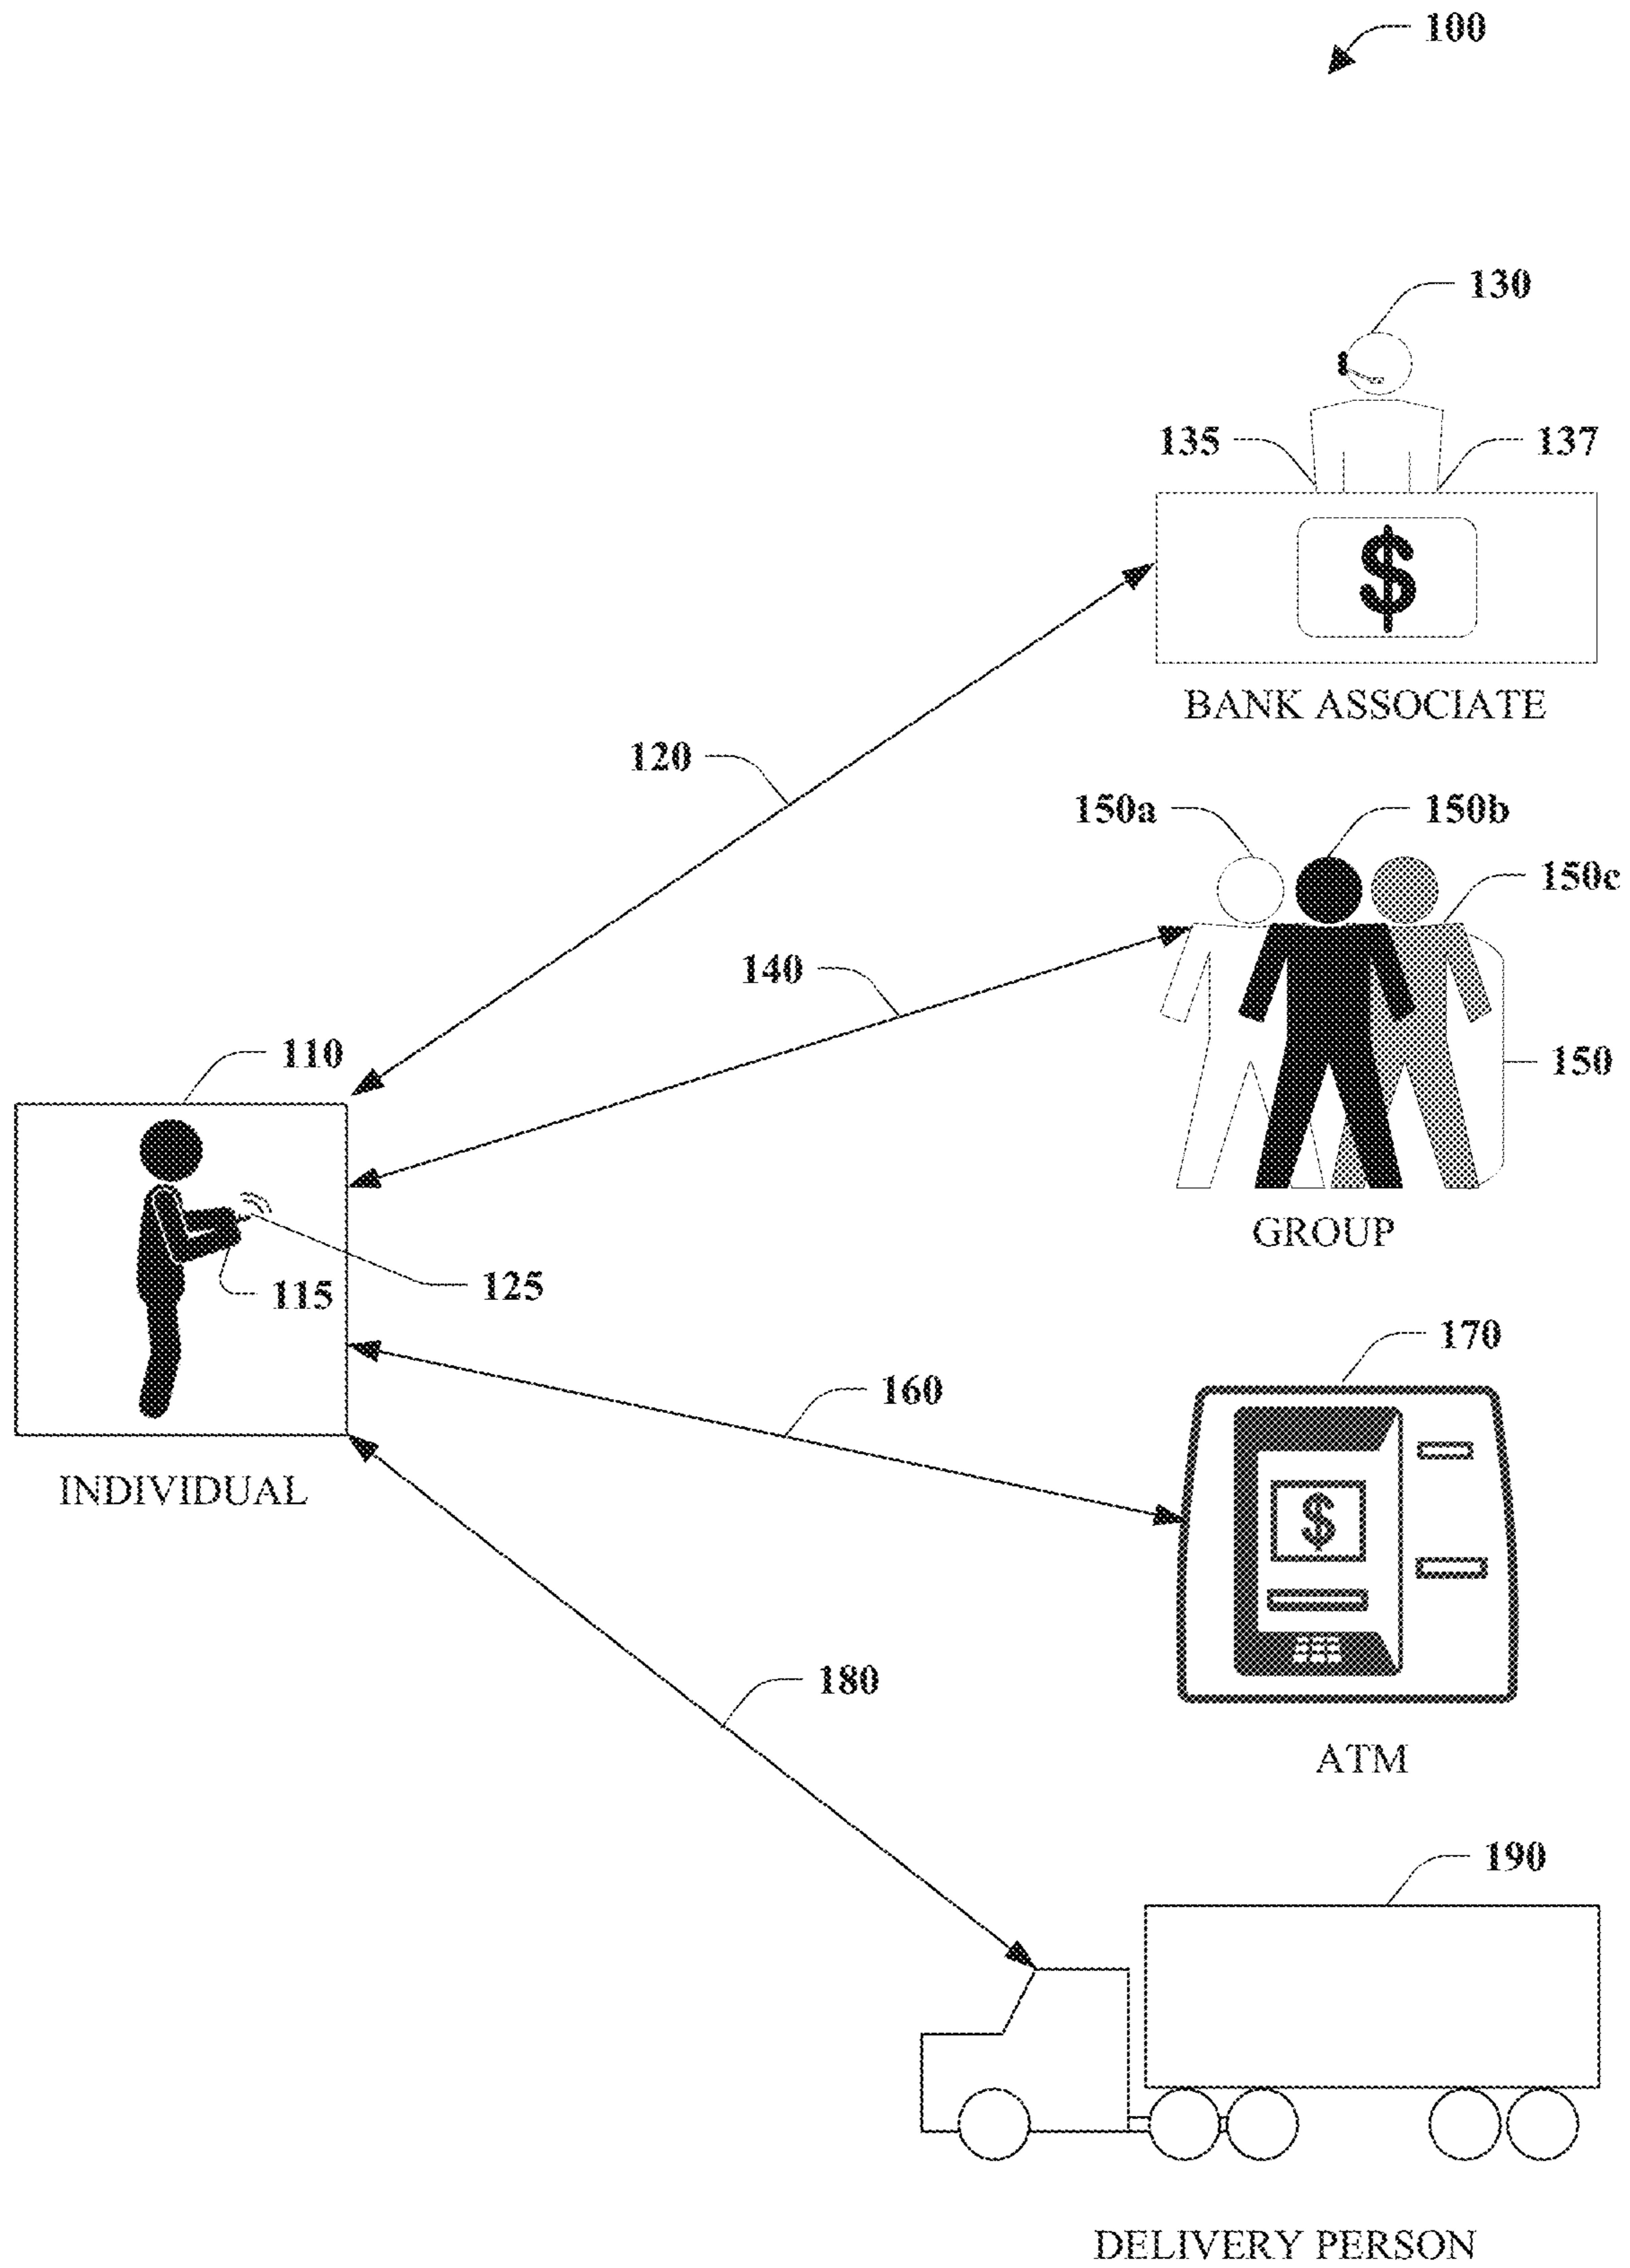 100
130
135
137
$
BANK ASSOCIATE
120
150a
150b
150c
140
150
110
GROUP
115
125
170
160
$
INDIVIDUAL
180
ATM
190
DELIVERY PERSON